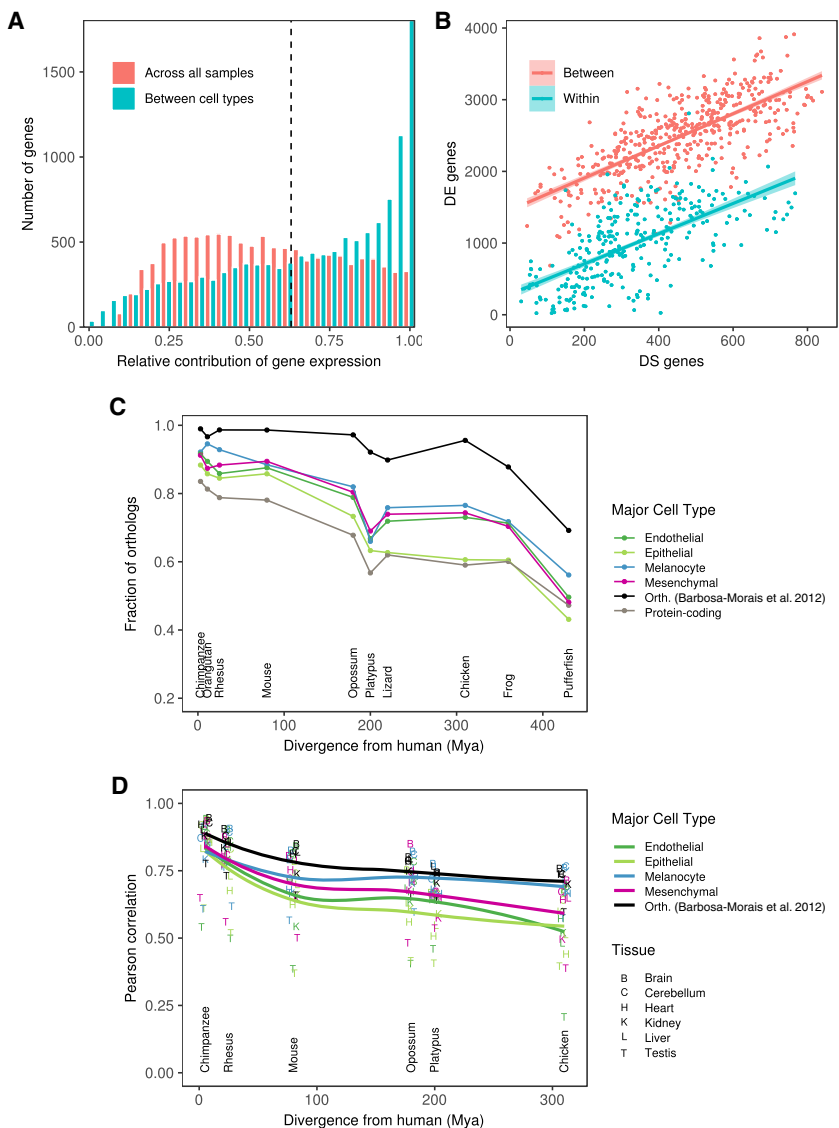 A
Number of genes
1500
1000
500
0
Across all samples
Between cell types
0.00
0.25
0.50
0.75
1.00
Relative contribution of gene expression
B
DE genes
4000
3000
2000
1000
0
Between
Within
0
200
400
600
800
DS genes
C
Fraction of orthologs
1.0
0.8
0.6
0.4
0.2
Chimpanzee
Orangutan
Rhesus
Mouse
Opossum
Platypus
Lizard
Chicken
Frog
Pufferfish
0
100
200
300
400
Divergence from human (Mya)
Major Cell Type
Endothelial
Epithelial
Melanocyte
Mesenchymal
Orth. (Barbosa-Morais et al. 2012)
Protein-coding
D
Pearson correlation
1.00
0.75
0.50
0.25
0.00
Chimpanzee
Rhesus
Mouse
Opossum
Platypus
Chicken
0
100
200
300
Divergence from human (Mya)
Major Cell Type
Endothelial
Epithelial
Melanocyte
Mesenchymal
Orth. (Barbosa-Morais et al. 2012)
Tissue
B Brain
C Cerebellum
H Heart
K Kidney
L Liver
T Testis